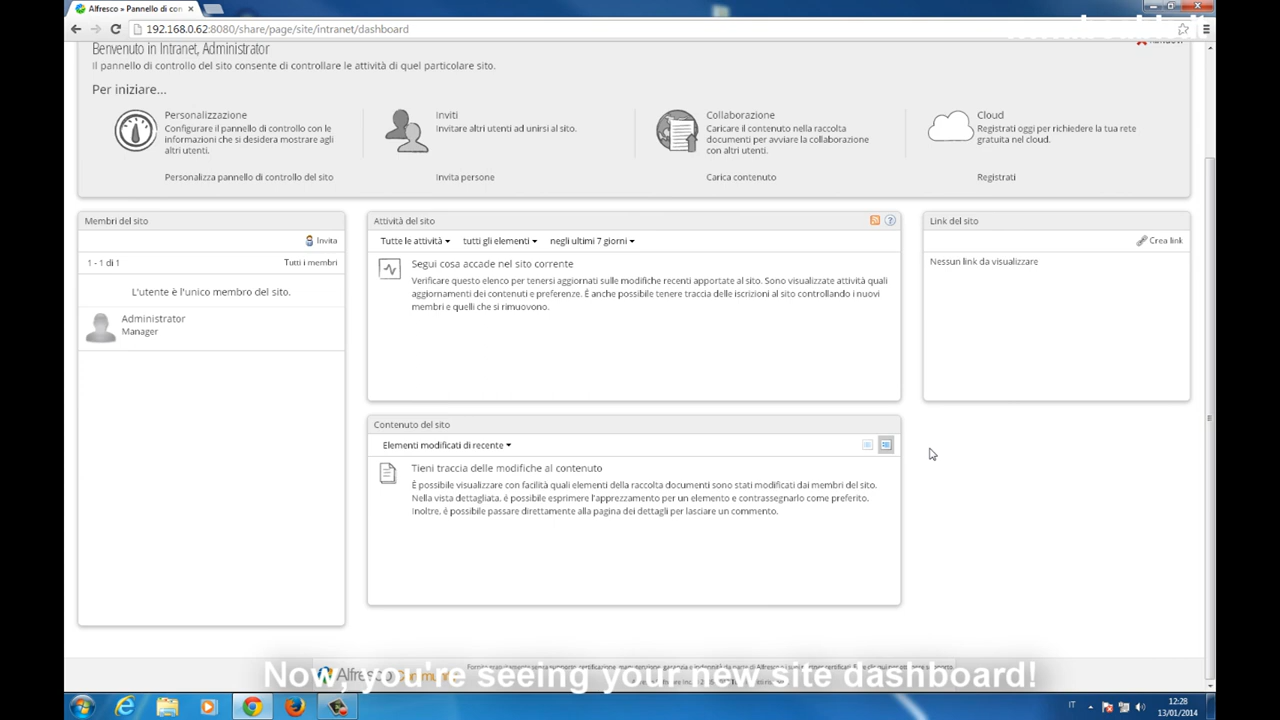 Alfresco » Pannello di con
192.168.0.62:8080/share/page/site/intranet/dashboard
Benvenuto in Intranet, Administrator
Il pannello di controllo del sito consente di controllare le attività di quel particolare sito.
Per iniziare...
Personalizzazione
Configurare il pannello di controllo con le
informazioni che si desidera mostrare agli
altri utenti.
Personalizza pannello di controllo del sito
Inviti
Invitare altri utenti ad unirsi al sito.
Invita persone
Collaborazione
Caricare il contenuto nella raccolta
documenti per avviare la collaborazione
con altri utenti.
Carica contenuto
Cloud
Registrati oggi per richiedere la tua rete
gratuita nel cloud.
Registrati
Membri del sito
Invita
1 - 1 di 1
Tutti i membri
L'utente è l'unico membro del sito.
Administrator
Manager
Attività del sito
Tutte le attività
tutti gli elementi
negli ultimi 7 giorni
Segui cosa accade nel sito corrente
Verificare questo elenco per tenersi aggiornati sulle modifiche recenti apportate al sito. Sono visualizzate attività quali
aggiornamenti dei contenuti e preferenze. É anche possibile tenere traccia delle iscrizioni al sito controllando i nuovi
membri e quelli che si rimuovono.
Link del sito
Crea link
Nessun link da visualizzare
Contenuto del sito
Elementi modificati di recente
Tieni traccia delle modifiche al contenuto
È possibile visualizzare con facilità quali elementi della raccolta documenti sono stati modificati dai membri del sito.
Nella vista dettagliata, é possibile esprimere l'apprezzamento per un elemento e contrassegnarlo come preferito.
Inoltre, é possibile passare direttamente alla pagina dei dettagli per lasciare un commento.
Alfresco
Now, you're seeing your new site dashboard!
IT
12:28
13/01/2014